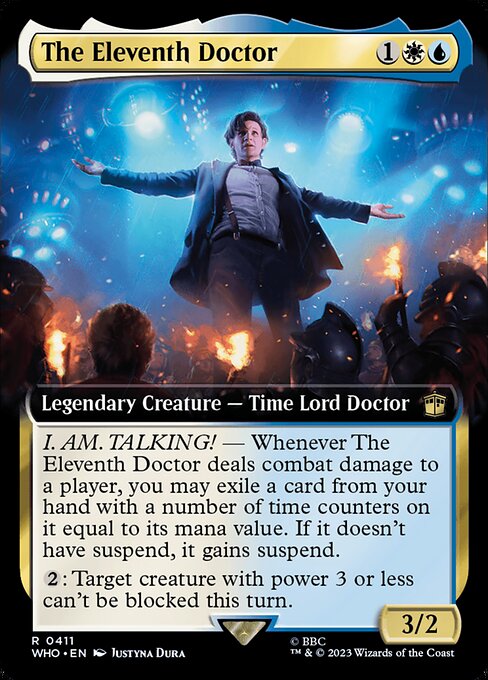 The Eleventh Doctor 1
Legendary Creature — Time Lord Doctor
I. AM. TALKING! — Whenever The
Eleventh Doctor deals combat damage to
a player, you may exile a card from your
hand with a number of time counters on
it equal to its mana value. If it doesn't
have suspend, it gains suspend.
2: Target creature with power 3 or less
can't be blocked this turn.
3/2
R 0411
WHO • EN Justyna Dura
© BBC
™ & © 2023 Wizards of the Coast